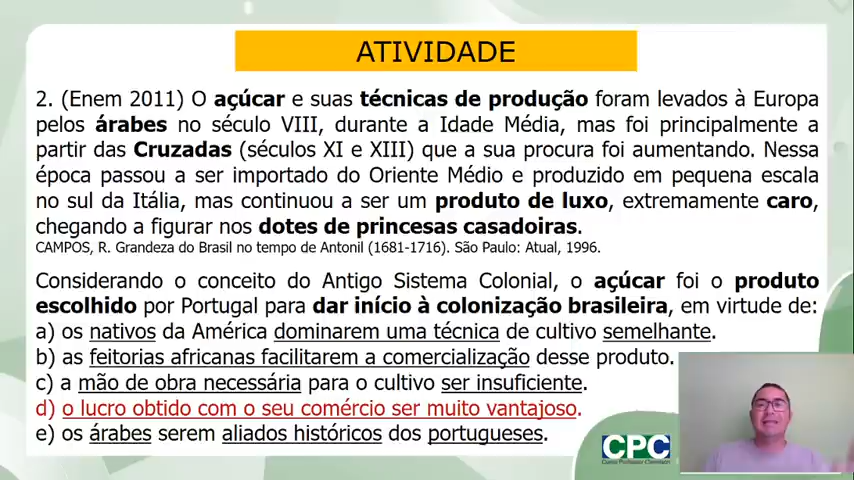 ATIVIDADE
2. (Enem 2011) O açúcar e suas técnicas de produção foram levados à Europa
pelos árabes no século VIII, durante a Idade Média, mas foi principalmente a
partir das Cruzadas (séculos XI e XIII) que a sua procura foi aumentando. Nessa
época passou a ser importado do Oriente Médio e produzido em pequena escala
no sul da Itália, mas continuou a ser um produto de luxo, extremamente caro,
chegando a figurar nos dotes de princesas casadoiras.
CAMPOS, R. Grandeza do Brasil no tempo de Antonil (1681-1716). São Paulo: Atual, 1996.
Considerando o conceito do Antigo Sistema Colonial, o açúcar foi o produto
escolhido por Portugal para dar início à colonização brasileira, em virtude de:
a) os nativos da América dominarem uma técnica de cultivo semelhante.
b) as feitorias africanas facilitarem a comercialização desse produto.
c) a mão de obra necessária para o cultivo ser insuficiente.
d) o lucro obtido com o seu comércio ser muito vantajoso.
e) os árabes serem aliados históricos dos portugueses.
CPC